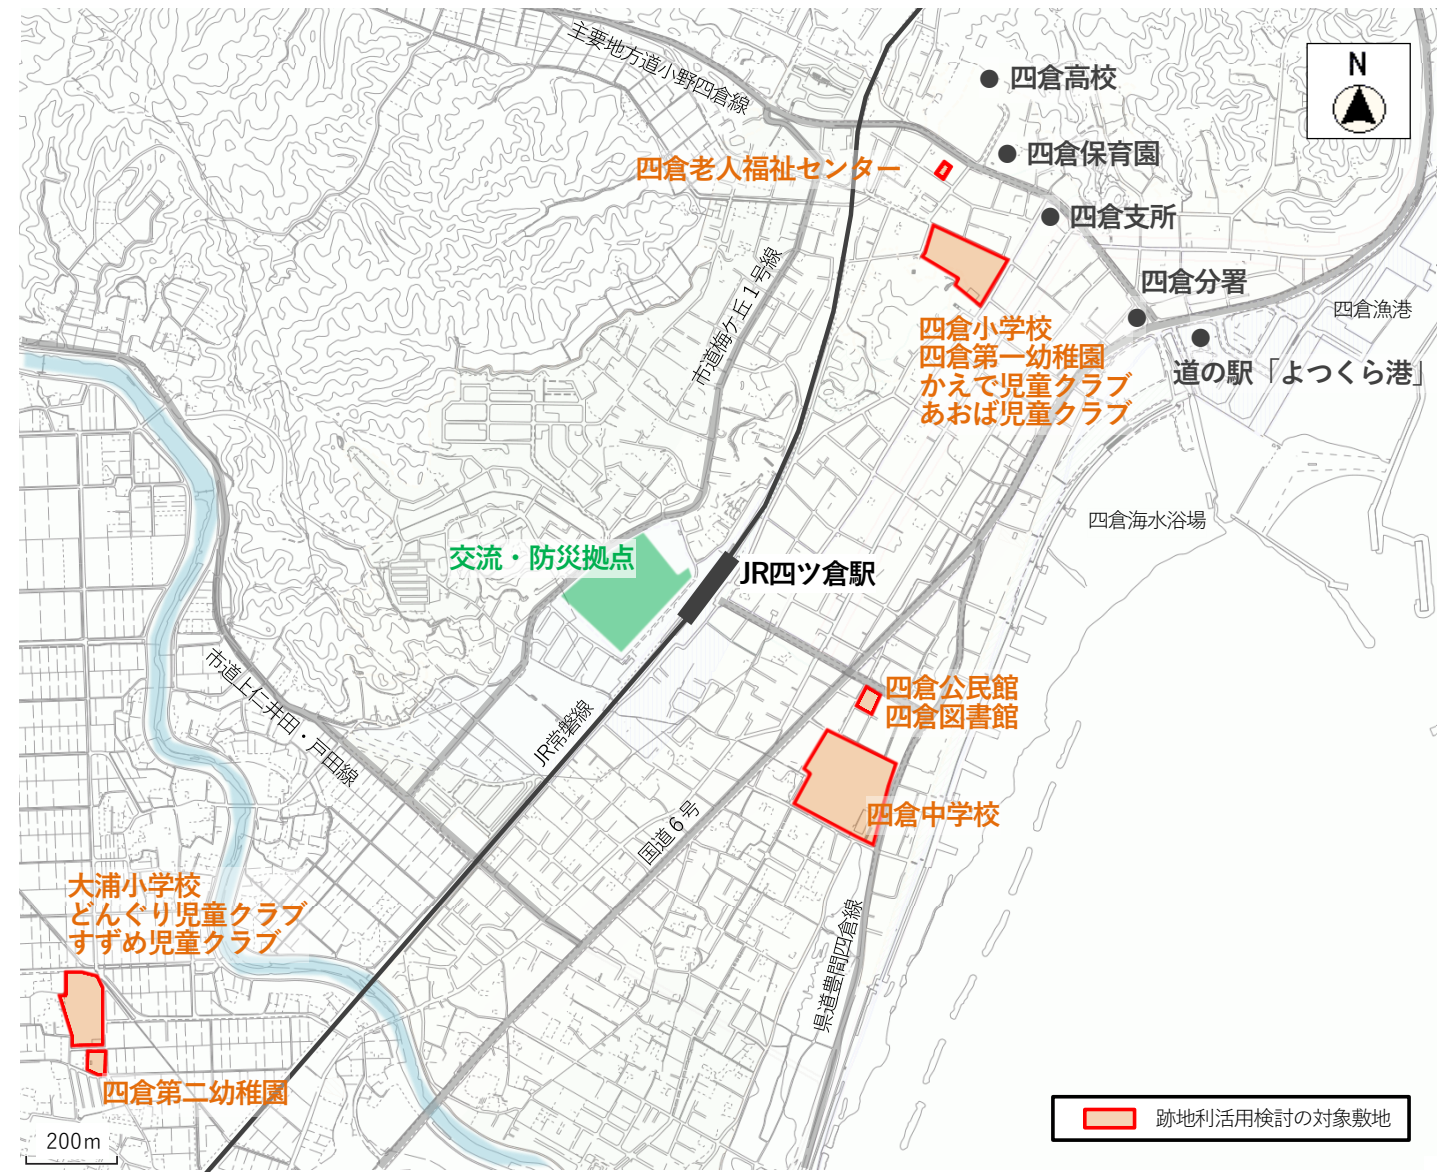 主要地方道小野四倉線
四倉高校
N
四倉保育園
四倉老人福祉センター
四倉支所
市道梅ケ丘1号線
四倉分署
四倉漁港
四倉小学校
四倉第一幼稚園
かえで児童クラブ
あおば児童クラブ
道の駅「よつくら港」
四倉海水浴場
交流・防災拠点
JR四ツ倉駅
市道上仁井田・戸田線
四倉公民館
四倉図書館
JR常磐線
国道6号
四倉中学校
大浦小学校
どんぐり児童クラブ
すずめ児童クラブ
県道豊間四倉線
四倉第二幼稚園
200m
跡地利活用検討の対象敷地